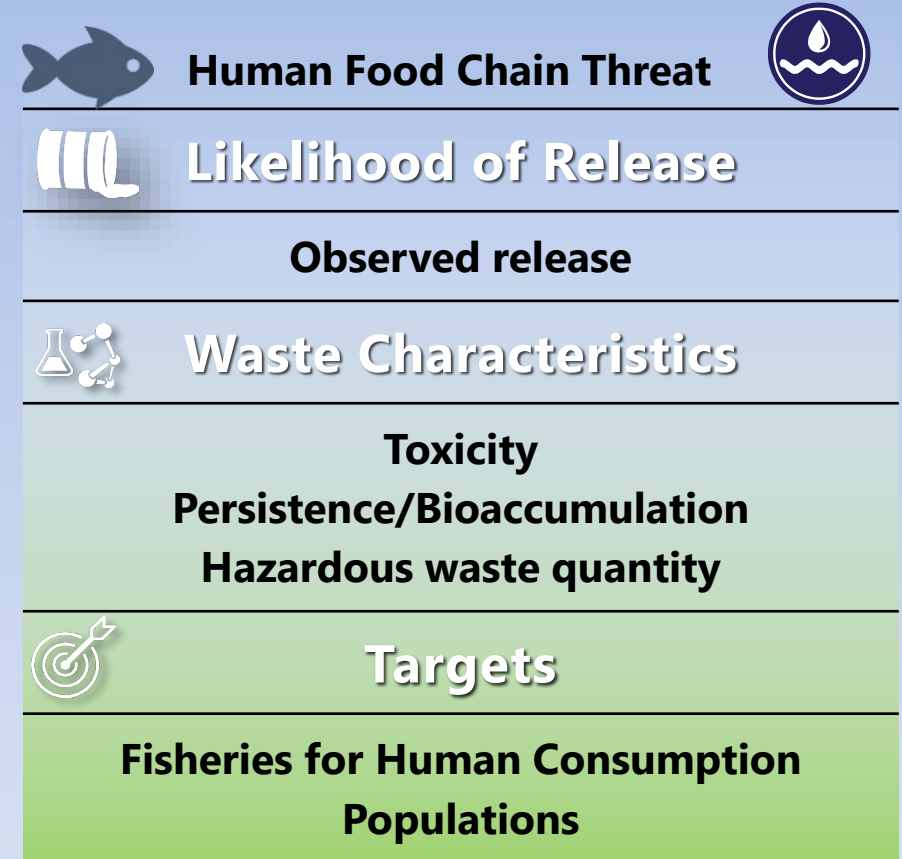 Human Food Chain Threat
Likelihood of Release
Observed release
Waste Characteristics
Toxicity
Persistence/Bioaccumulation
Hazardous waste quantity
Targets
Fisheries for Human Consumption
Populations